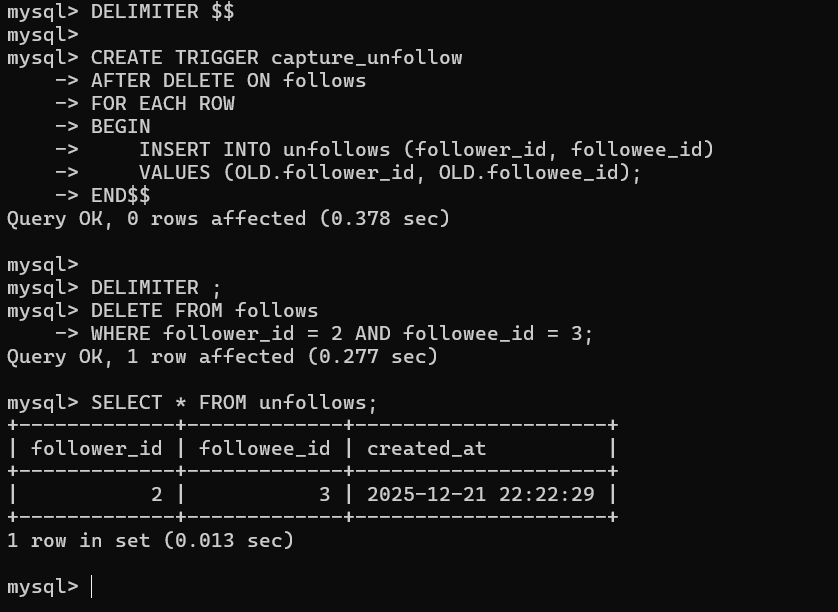 mysql> DELIMITER $$
mysql>
mysql> CREATE TRIGGER capture_unfollow
    -> AFTER DELETE ON follows
    -> FOR EACH ROW
    -> BEGIN
    ->     INSERT INTO unfollows (follower_id, followee_id)
    ->     VALUES (OLD.follower_id, OLD.followee_id);
    -> END$$
Query OK, 0 rows affected (0.378 sec)

mysql>
mysql> DELIMITER ;
mysql> DELETE FROM follows
    -> WHERE follower_id = 2 AND followee_id = 3;
Query OK, 1 row affected (0.277 sec)

mysql> SELECT * FROM unfollows;
+-------------+-------------+---------------------+
| follower_id | followee_id | created_at          |
+-------------+-------------+---------------------+
|           2 |           3 | 2025-12-21 22:22:29 |
+-------------+-------------+---------------------+
1 row in set (0.013 sec)

mysql>